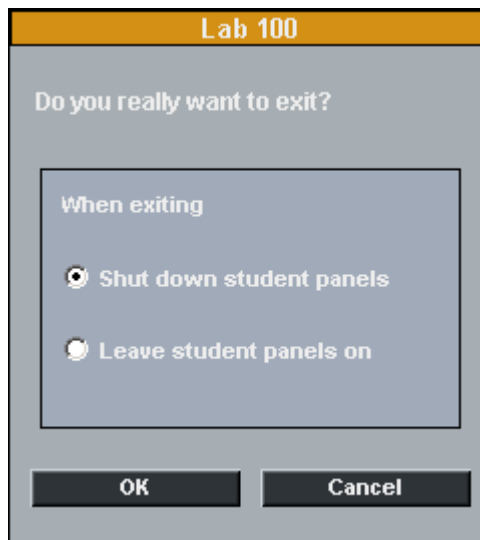 Lab 100
Do you really want to exit?
When exiting
Shut down student panels
Leave student panels on
OK
Cancel